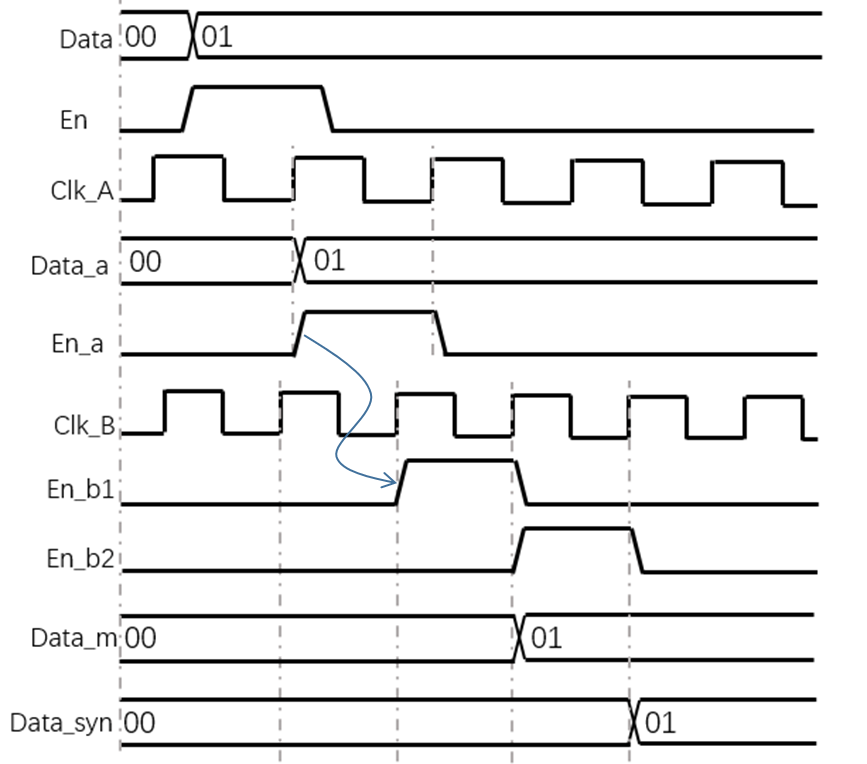 Data 00 01
En
Clk_A
Data_a 00 01
En_a
Clk_B
En_b1
En_b2
Data_m 00 01
Data_syn 00 01